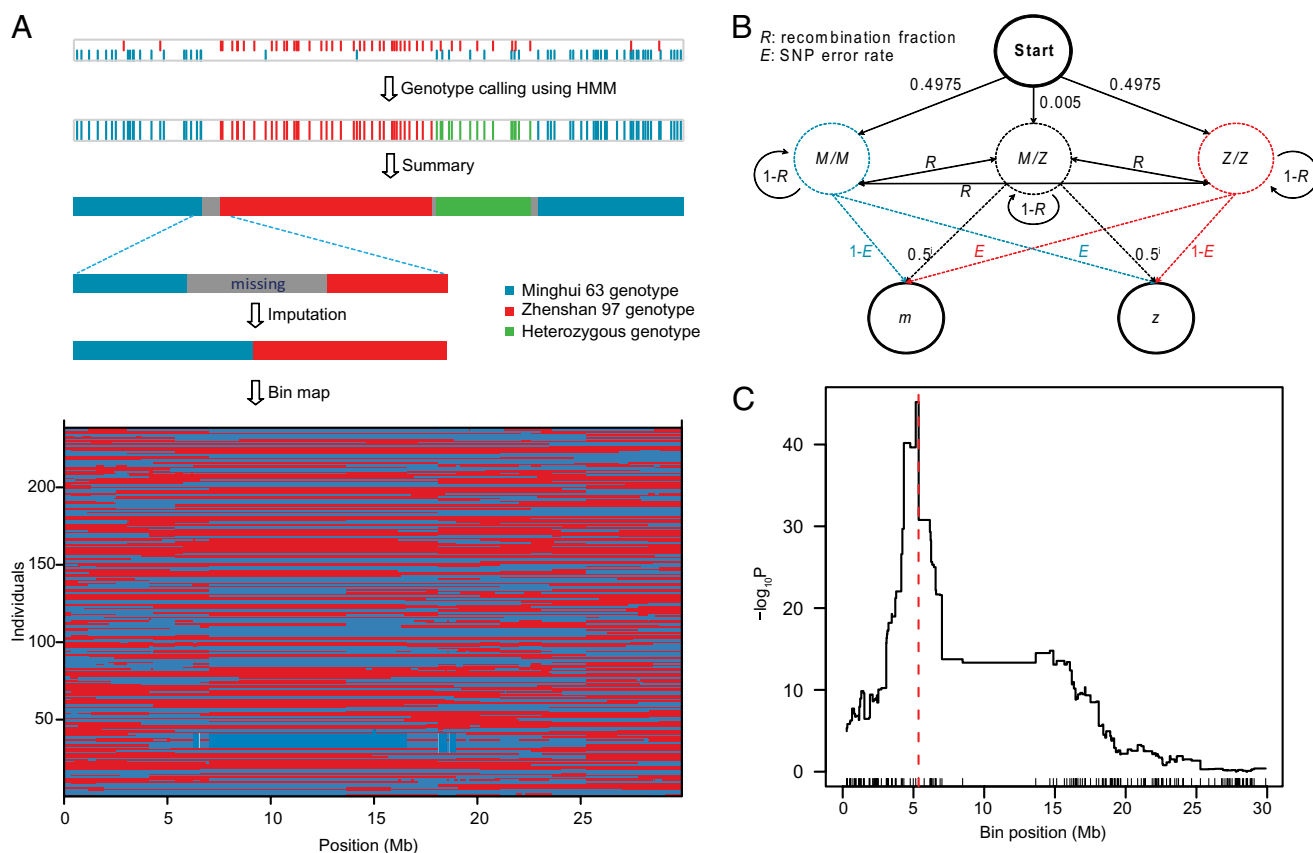 A
Genotype calling using HMM
Summary
missing
Imputation
Minghui 63 genotype
Zhenshan 97 genotype
Heterozygous genotype
Bin map
Individuals
200
150
100
50
0
5
10
15
20
25
Position (Mb)
B
R: recombination fraction
E: SNP error rate
Start
0.4975
0.005
0.4975
M/M
M/Z
Z/Z
1-R
R
R
1-R
R
1-R
1-E
0.5ⁱ
E
E
0.5ⁱ
1-E
m
z
C
−log₁₀P
40
30
20
10
0
0
5
10
15
20
25
30
Bin position (Mb)